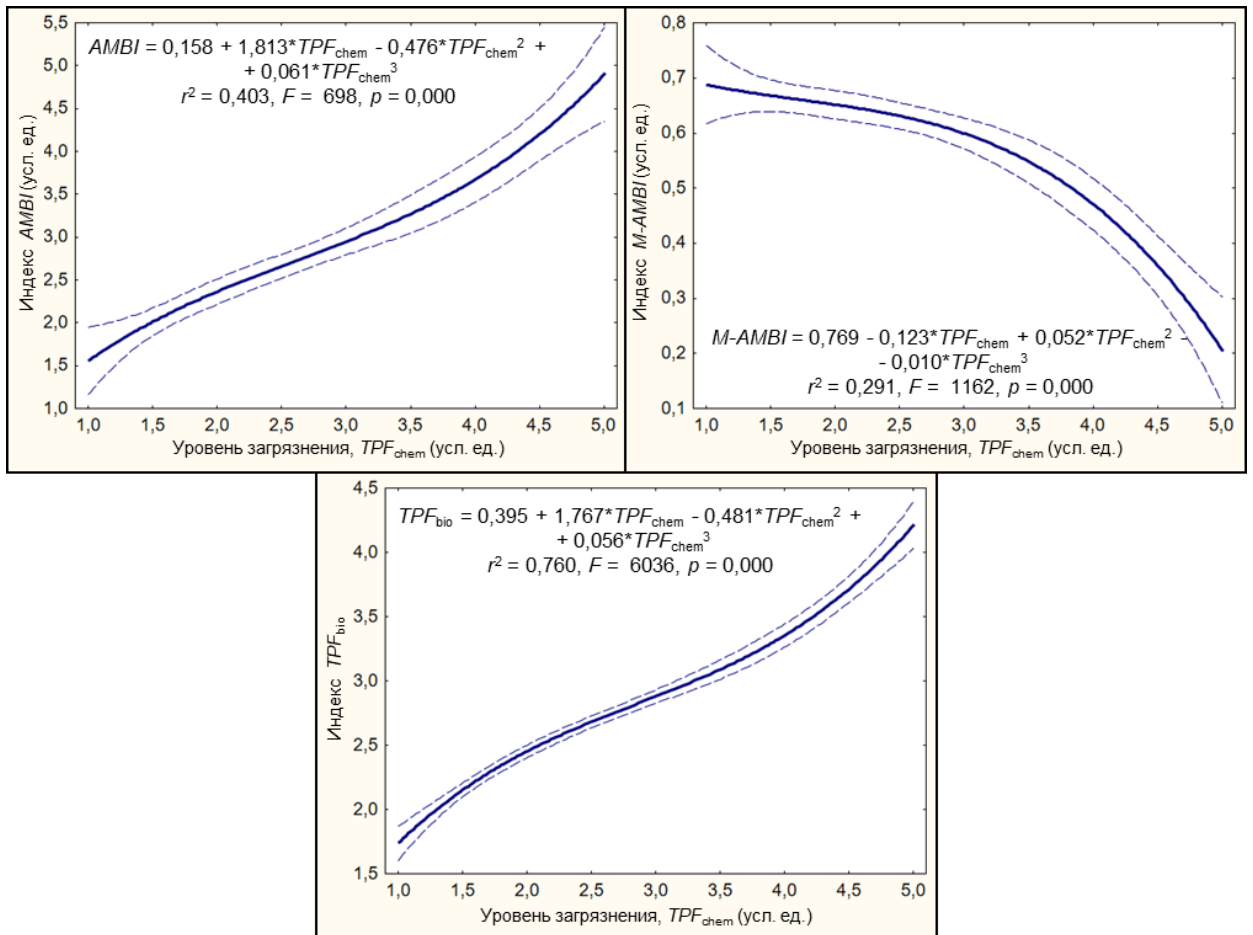 AMBI = 0,158 + 1,813*TPFchem - 0,476*TPFchem2 +
+ 0,061*TPFchem3
r2 = 0,403, F = 698, p = 0,000
Индекс AMBI (усл. ед.)
5,5
5,0
4,5
4,0
3,5
3,0
2,5
2,0
1,5
1,0
1,0 1,5 2,0 2,5 3,0 3,5 4,0 4,5 5,0
Уровень загрязнения, TPFchem (усл. ед.)
Индекс M-AMBI (усл. ед.)
0,8
0,7
0,6
0,5
0,4
0,3
0,2
0,1
M-AMBI = 0,769 - 0,123*TPFchem + 0,052*TPFchem2 -
- 0,010*TPFchem3
r2 = 0,291, F = 1162, p = 0,000
1,0 1,5 2,0 2,5 3,0 3,5 4,0 4,5 5,0
Уровень загрязнения, TPFchem (усл. ед.)
TPFbio = 0,395 + 1,767*TPFchem - 0,481*TPFchem2 +
+ 0,056*TPFchem3
r2 = 0,760, F = 6036, p = 0,000
Индекс TPFbio
4,5
4,0
3,5
3,0
2,5
2,0
1,5
1,0 1,5 2,0 2,5 3,0 3,5 4,0 4,5 5,0
Уровень загрязнения, TPFchem (усл. ед.)